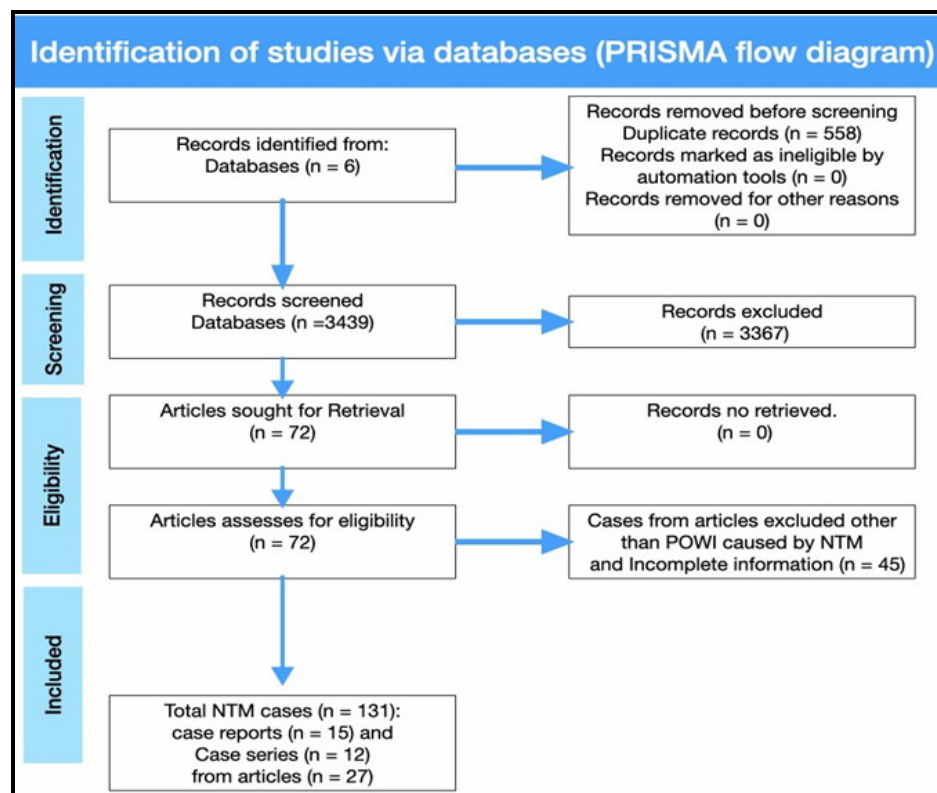 Identification of studies via databases (PRISMA flow diagram)
Identification
Records identified from:
Databases (n = 6)
Records removed before screening
Duplicate records (n = 558)
Records marked as ineligible by
automation tools (n = 0)
Records removed for other reasons
(n = 0)
Screening
Records screened
Databases (n =3439)
Records excluded
(n = 3367)
Eligibility
Articles sought for Retrieval
(n = 72)
Records no retrieved.
(n = 0)
Articles assesses for eligibility
(n = 72)
Cases from articles excluded other
than POWI caused by NTM
and Incomplete information (n = 45)
Included
Total NTM cases (n = 131):
case reports (n = 15) and
Case series (n = 12)
from articles (n = 27)